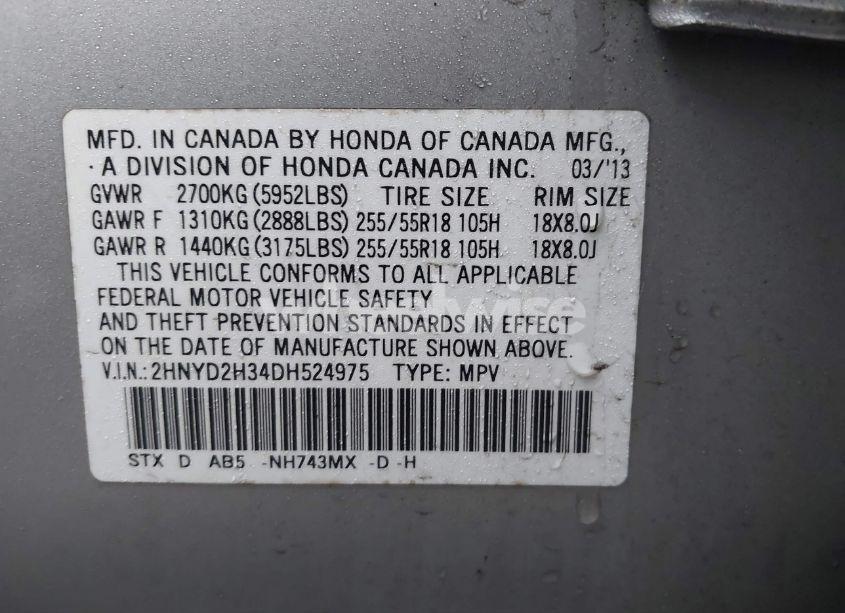 MFD. IN CANADA BY HONDA OF CANADA MFG.,
A DIVISION OF HONDA CANADA INC. 03/'13
GVWR 2700KG (5952LBS) TIRE SIZE RIM SIZE
GAWR F 1310KG (2888LBS) 255/55R18 105H 18X8.0J
GAWR R 1440KG (3175LBS) 255/55R18 105H 18X8.0J
THIS VEHICLE CONFORMS TO ALL APPLICABLE
FEDERAL MOTOR VEHICLE SAFETY
AND THEFT PREVENTION STANDARDS IN EFFECT
ON THE DATE OF MANUFACTURE SHOWN ABOVE.
V.I.N.: 2HNYD2H34DH524975 TYPE: MPV
STX D AB5 -NH743MX -D -H